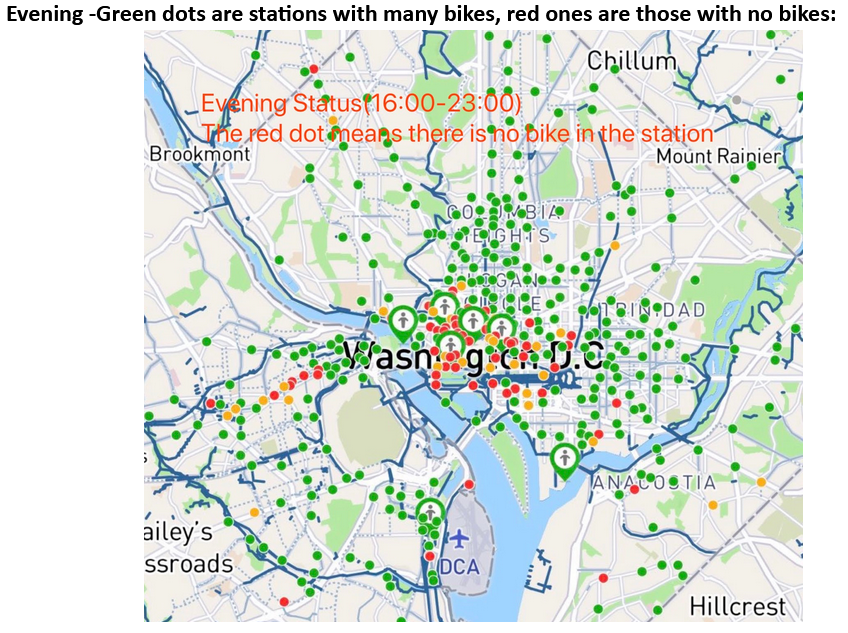 Evening -Green dots are stations with many bikes, red ones are those with no bikes:
Chillum
Evening Status(16:00-23:00)
The red dot means there is no bike in the station
Brookmont
Mount Rainier
COLUMBIA
HEIGHTS
TRINIDAD
Washington, D.C.
ANACOSTIA
ailey's
ssroads
DCA
Hillcrest